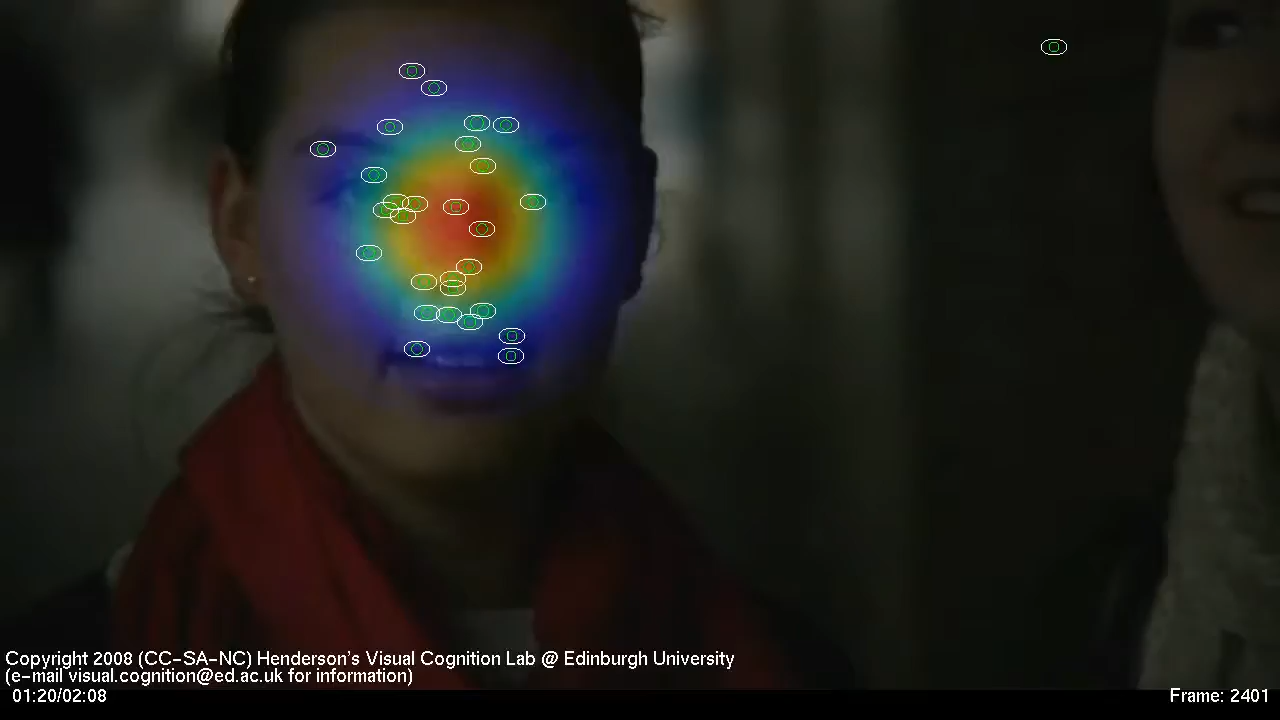 Copyright 2008 (CC-SA-NC) Henderson's Visual Cognition Lab @ Edinburgh University
(e-mail visual.cognition@ed.ac.uk for information)
01:20/02:08
Frame: 2401